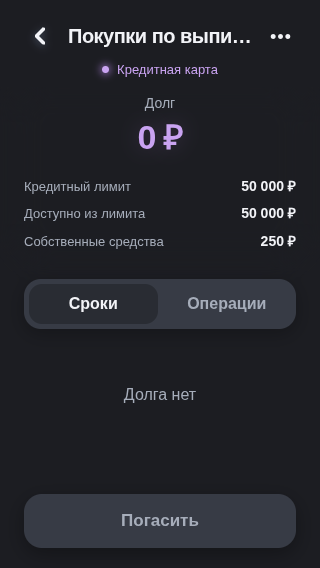 Покупки по выпи...
Кредитная карта
Долг
0 ₽
Кредитный лимит 50 000 ₽
Доступно из лимита 50 000 ₽
Собственные средства 250 ₽
Сроки Операции
Долга нет
Погасить